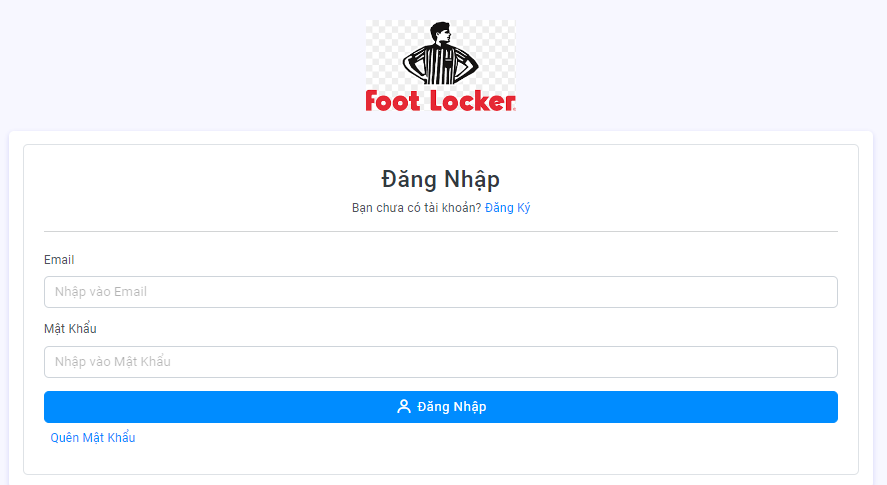 Foot Locker
Đăng Nhập
Bạn chưa có tài khoản? Đăng Ký
Email
Nhập vào Email
Mật Khẩu
Nhập vào Mật Khẩu
Đăng Nhập
Quên Mật Khẩu